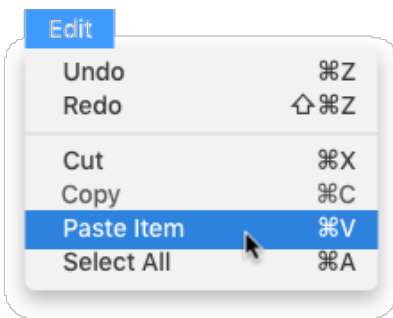 Edit
Undo ⌘Z
Redo ⇧⌘Z
Cut ⌘X
Copy ⌘C
Paste Item ⌘V
Select All ⌘A